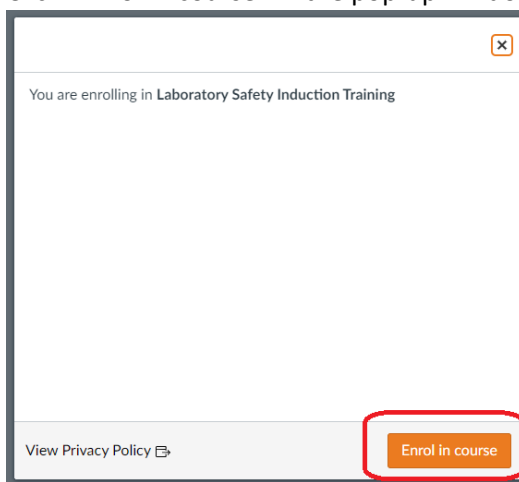 You are enrolling in Laboratory Safety Induction Training
View Privacy Policy
Enrol in course